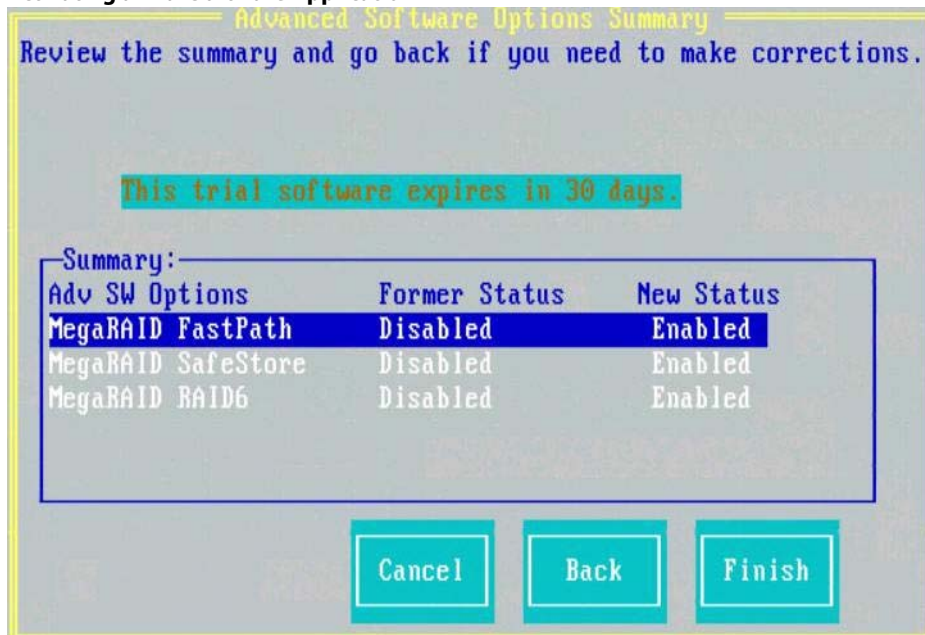 Advanced Software Options Summary
Review the summary and go back if you need to make corrections.
This trial software expires in 30 days.
Summary:
Adv SW Options Former Status New Status
MegaRAID FastPath Disabled Enabled
MegaRAID SafeStore Disabled Enabled
MegaRAID RAID6 Disabled Enabled
Cancel Back Finish